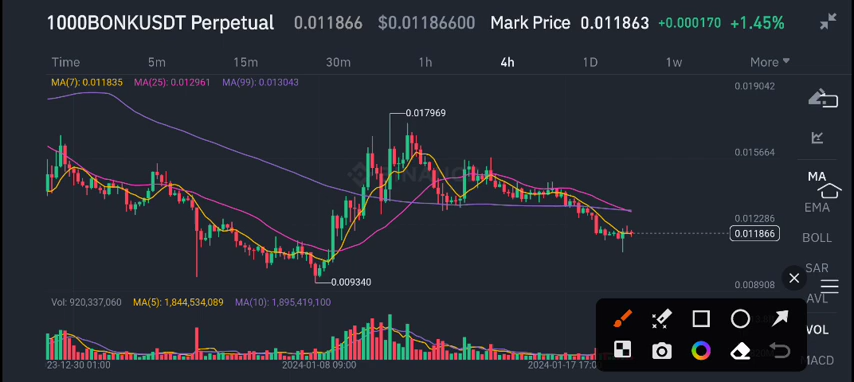 1000BONKUSDT Perpetual 0.011866 $0.01186600 Mark Price 0.011863 +0.000170 +1.45%
Time 5m 15m 30m 1h 4h 1D 1w More
MA(7): 0.011835 MA(25): 0.012961 MA(99): 0.013043
0.019042
0.017969
0.015664
BINANCE
MA
EMA
0.012286
0.011866
BOLL
SAR
0.009340
0.008908
AVL
Vol: 920,337,060 MA(5): 1,844,534,089 MA(10): 1,895,419,100
VOL
MACD
23-12-30 01:00 2024-01-08 09:00 2024-01-17 17:0